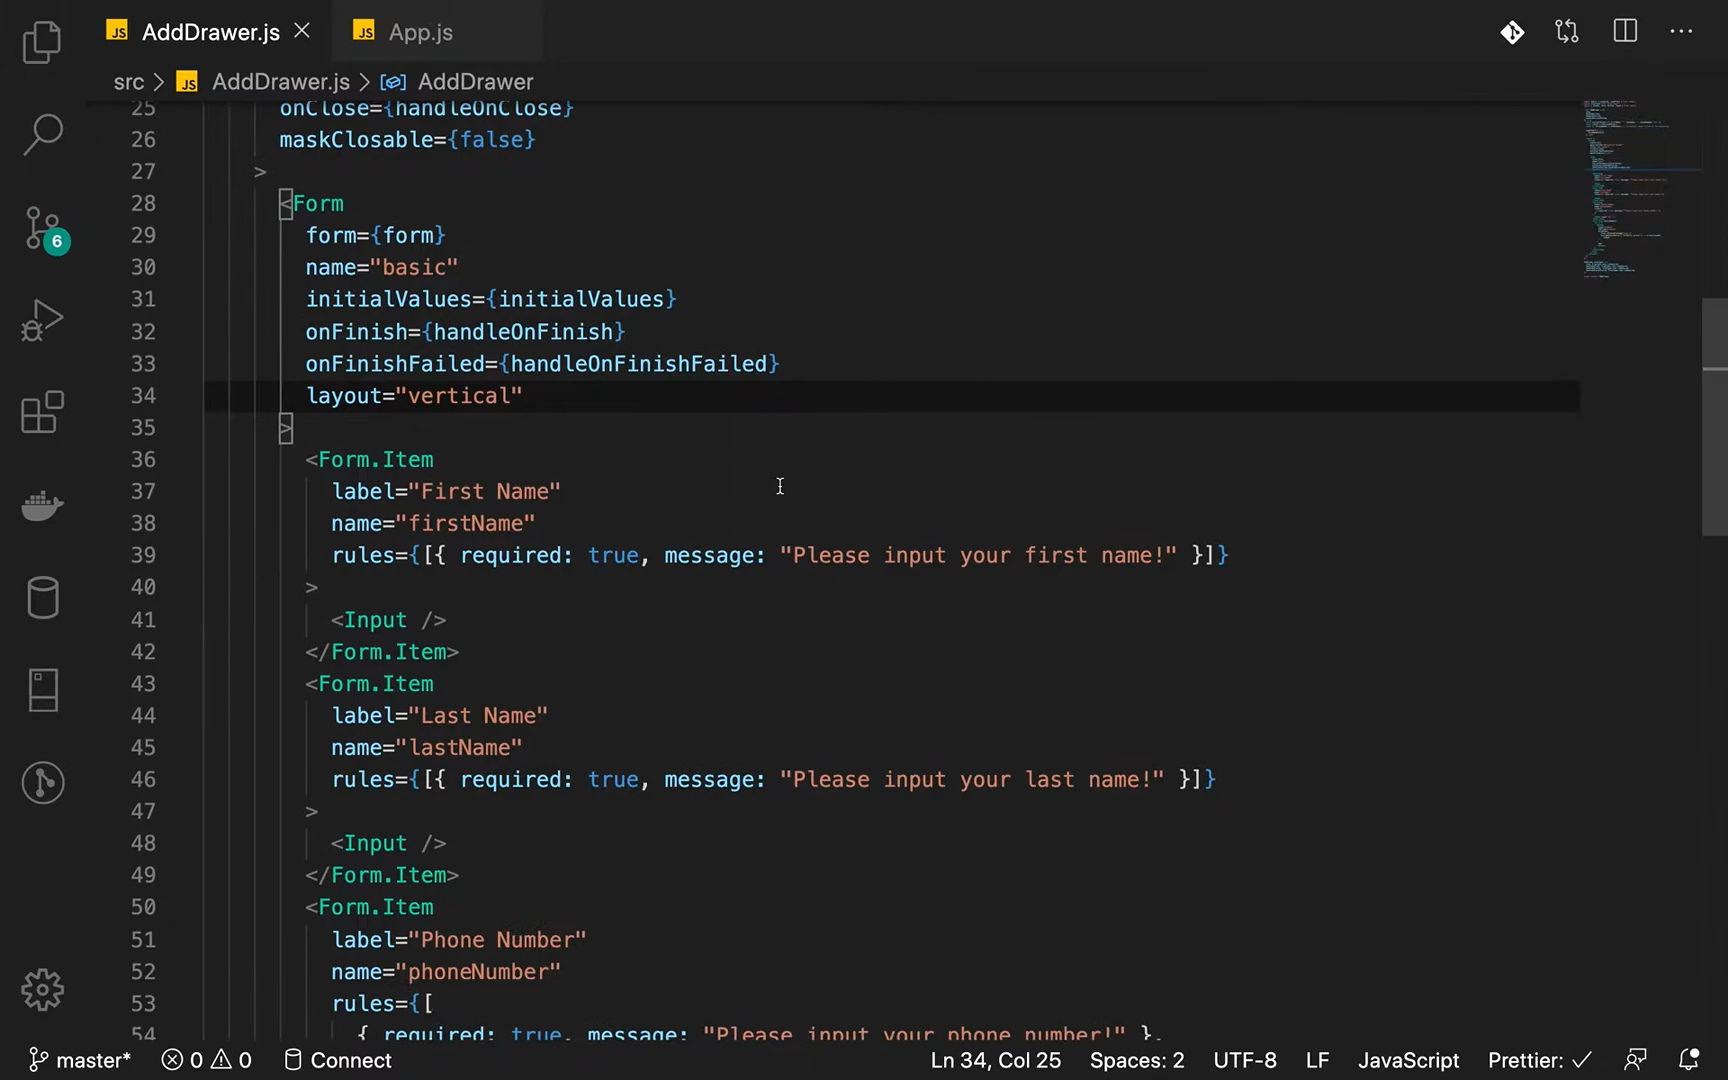 JS AddDrawer.js
JS App.js
src > JS AddDrawer.js > AddDrawer
25 onClose={handleOnClose}
26 maskClosable={false}
27 >
28 <Form
29 form={form}
30 name="basic"
31 initialValues={initialValues}
32 onFinish={handleOnFinish}
33 onFinishFailed={handleOnFinishFailed}
34 layout="vertical"
35 >
36 <Form.Item
37 label="First Name"
38 name="firstName"
39 rules={[{ required: true, message: "Please input your first name!" }]}
40 >
41 <Input />
42 </Form.Item>
43 <Form.Item
44 label="Last Name"
45 name="lastName"
46 rules={[{ required: true, message: "Please input your last name!" }]}
47 >
48 <Input />
49 </Form.Item>
50 <Form.Item
51 label="Phone Number"
52 name="phoneNumber"
53 rules={[
54 { required: true, message: "Please input your phone number!" },
6
master* 0 0 Connect Ln 34, Col 25 Spaces: 2 UTF-8 LF JavaScript Prettier: ✓